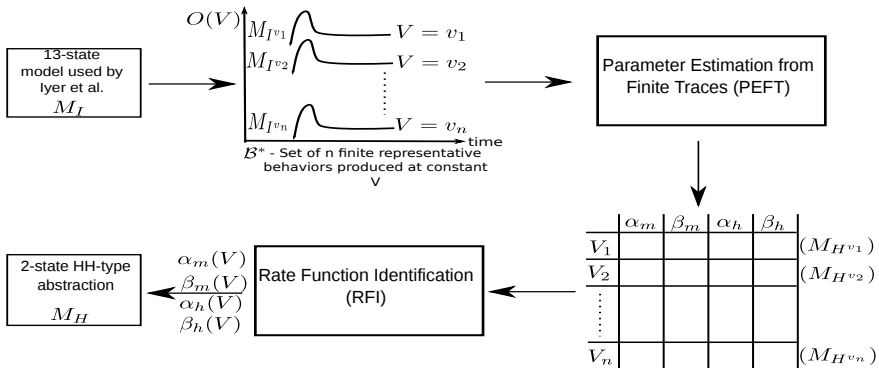 13-state
model used by
Iyer et al.
M_I
O(V)
M_{I^{v_1}} V = v_1
M_{I^{v_2}} V = v_2
M_{I^{v_n}} V = v_n
time
B* - Set of n finite representative
behaviors produced at constant
V
Parameter Estimation from
Finite Traces (PEFT)
α_m β_m α_h β_h
V_1 (M_{H^{v_1}})
V_2 (M_{H^{v_2}})
V_n (M_{H^{v_n}})
Rate Function Identification
(RFI)
α_m(V)
β_m(V)
α_h(V)
β_h(V)
2-state HH-type
abstraction
M_H